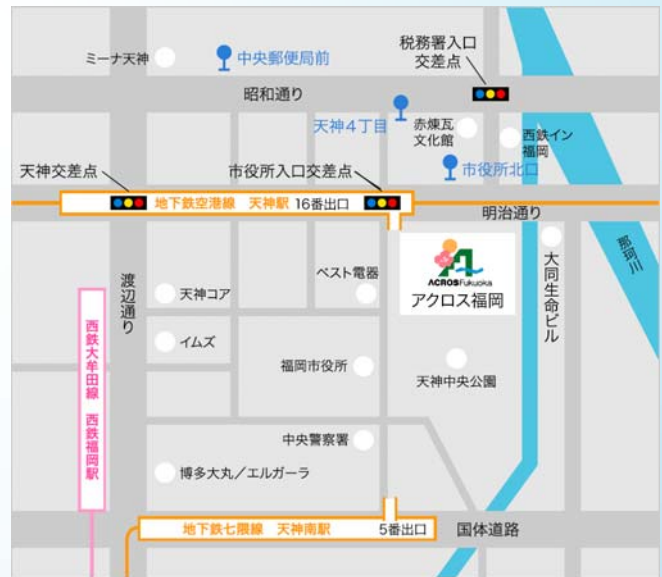 ミーナ天神
中央郵便局前
税務署入口
交差点
昭和通り
天神4丁目
赤煉瓦
文化館
西鉄イン
福岡
天神交差点
市役所入口交差点
市役所北口
地下鉄空港線 天神駅 16番出口
明治通り
那珂川
渡辺通り
天神コア
ベスト電器
ACROS Fukuoka
アクロス福岡
大同生命ビル
イムズ
西鉄大牟田線 西鉄福岡駅
福岡市役所
天神中央公園
中央警察署
博多大丸/エルガーラ
地下鉄七隈線 天神南駅 5番出口
国体道路